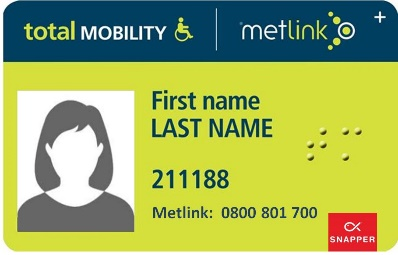 total MOBILITY metlink
First name
LAST NAME
211188
Metlink: 0800 801 700
SNAPPER